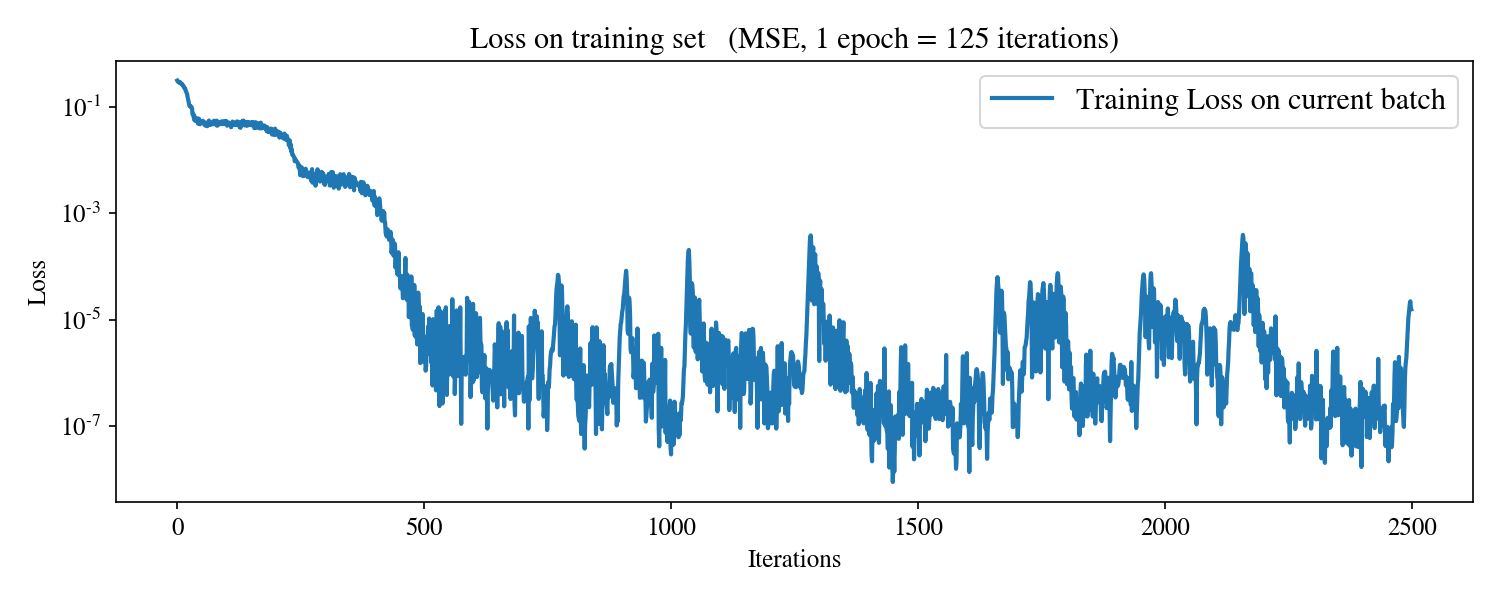 Loss on training set (MSE, 1 epoch = 125 iterations)
Training Loss on current batch
Loss
10-1
10-3
10-5
10-7
0 500 1000 1500 2000 2500
Iterations